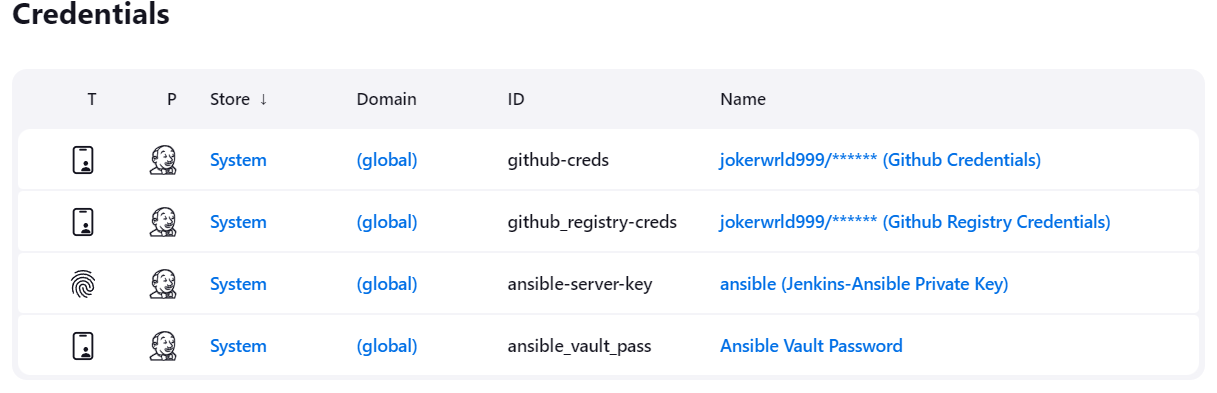 Credentials
T P Store ↓ Domain ID Name
System (global) github-creds jokerwrld999/****** (Github Credentials)
System (global) github_registry-creds jokerwrld999/****** (Github Registry Credentials)
System (global) ansible-server-key ansible (Jenkins-Ansible Private Key)
System (global) ansible_vault_pass Ansible Vault Password